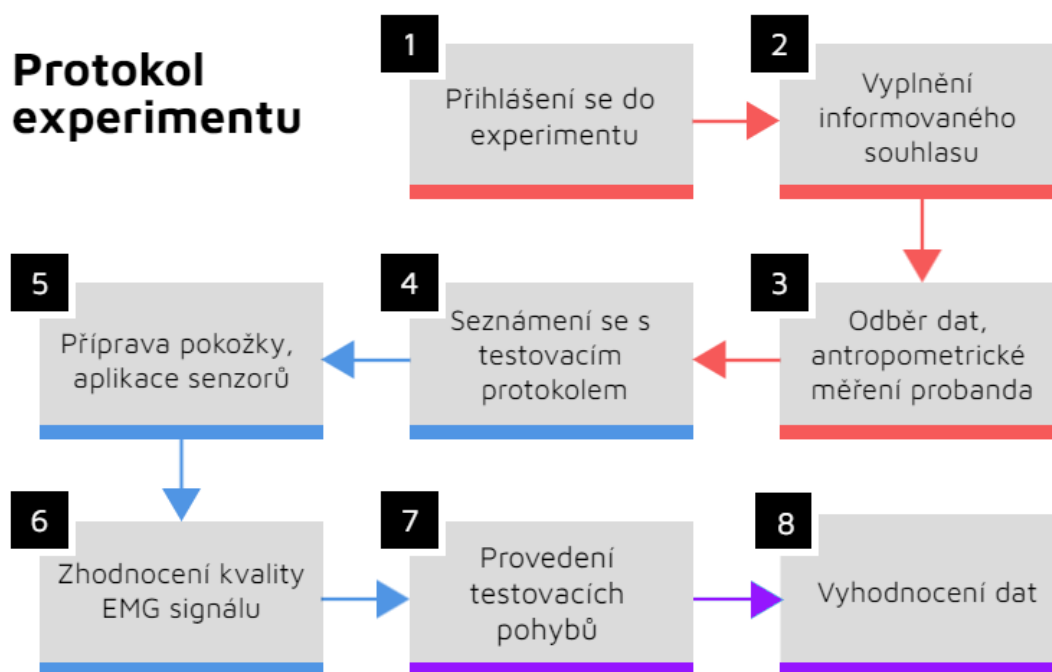 Protokol
experimentu
1
Přihlášení se do
experimentu
2
Vyplnění
informovaného
souhlasu
3
Odběr dat,
antropometrické
měření probanda
4
Seznámení se s
testovacím
protokolem
5
Příprava pokožky,
aplikace senzorů
6
Zhodnocení kvality
EMG signálu
7
Provedení
testovacích
pohybů
8
Vyhodnocení dat